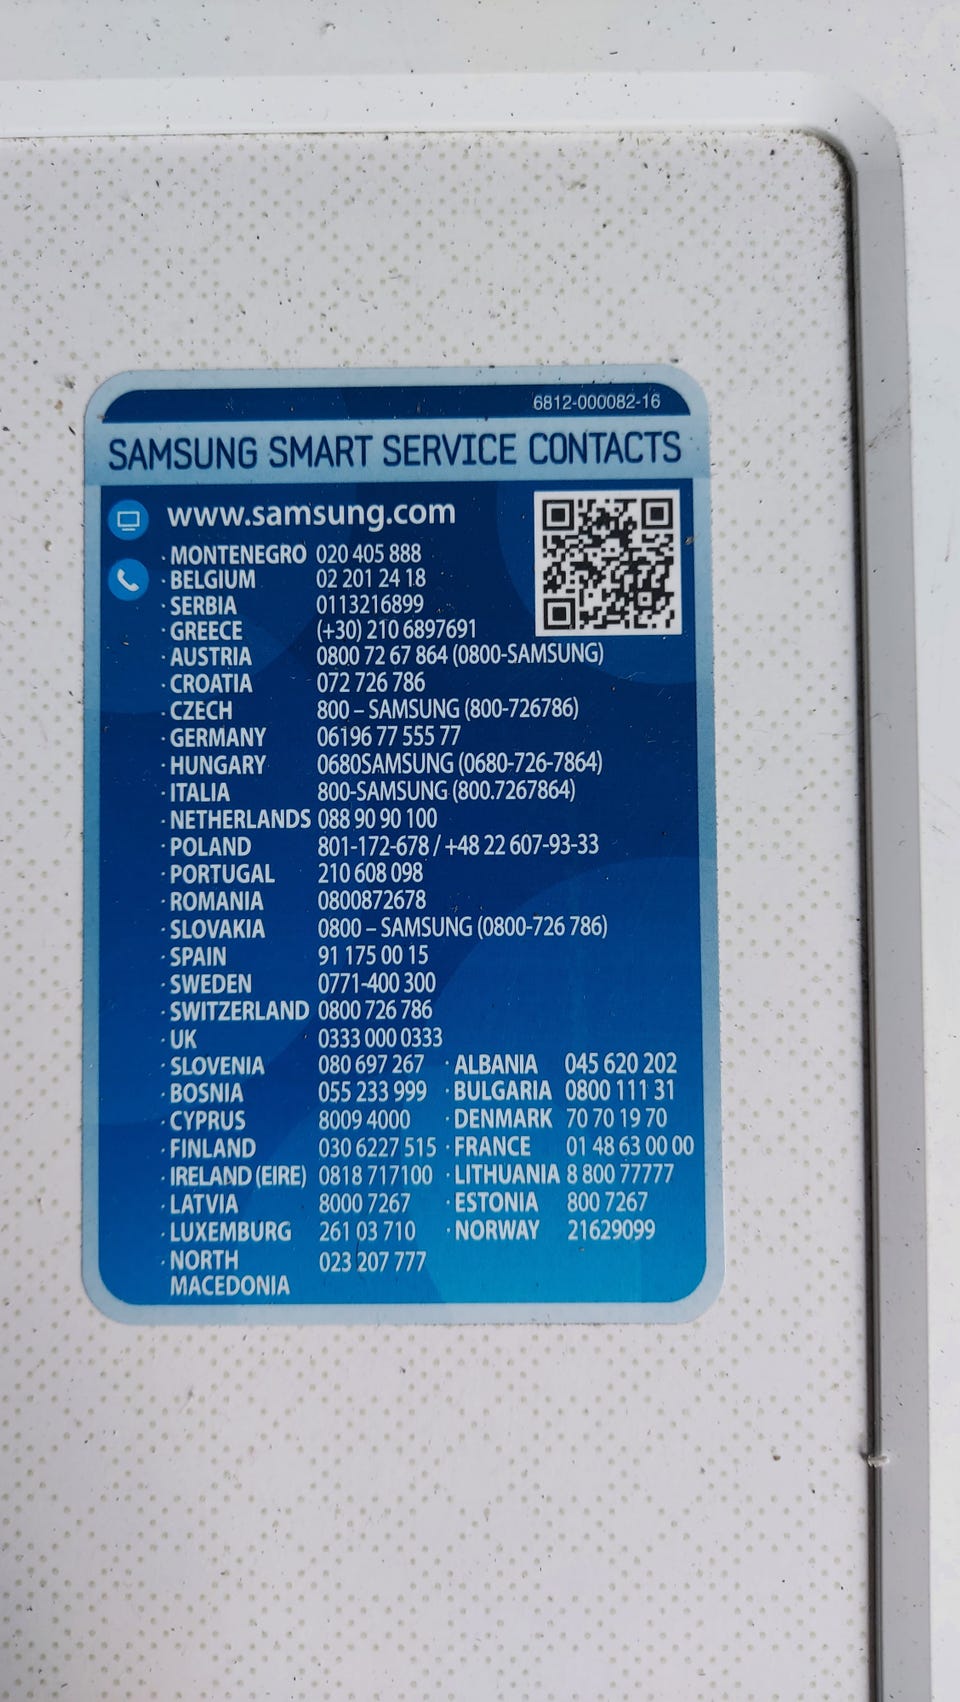 6812-000082-16
SAMSUNG SMART SERVICE CONTACTS
www.samsung.com
· MONTENEGRO 020 405 888
· BELGIUM 02 201 24 18
· SERBIA 0113216899
· GREECE (+30) 210 6897691
· AUSTRIA 0800 72 67 864 (0800-SAMSUNG)
· CROATIA 072 726 786
· CZECH 800 – SAMSUNG (800-726786)
· GERMANY 06196 77 555 77
· HUNGARY 0680SAMSUNG (0680-726-7864)
· ITALIA 800-SAMSUNG (800.7267864)
· NETHERLANDS 088 90 90 100
· POLAND 801-172-678 / +48 22 607-93-33
· PORTUGAL 210 608 098
· ROMANIA 0800872678
· SLOVAKIA 0800 – SAMSUNG (0800-726 786)
· SPAIN 91 175 00 15
· SWEDEN 0771-400 300
· SWITZERLAND 0800 726 786
· UK 0333 000 0333
· SLOVENIA 080 697 267 · ALBANIA 045 620 202
· BOSNIA 055 233 999 · BULGARIA 0800 111 31
· CYPRUS 8009 4000 · DENMARK 70 70 19 70
· FINLAND 030 6227 515 · FRANCE 01 48 63 00 00
· IRELAND (EIRE) 0818 717100 · LITHUANIA 8 800 77777
· LATVIA 8000 7267 · ESTONIA 800 7267
· LUXEMBURG 261 03 710 · NORWAY 21629099
· NORTH 023 207 777
MACEDONIA